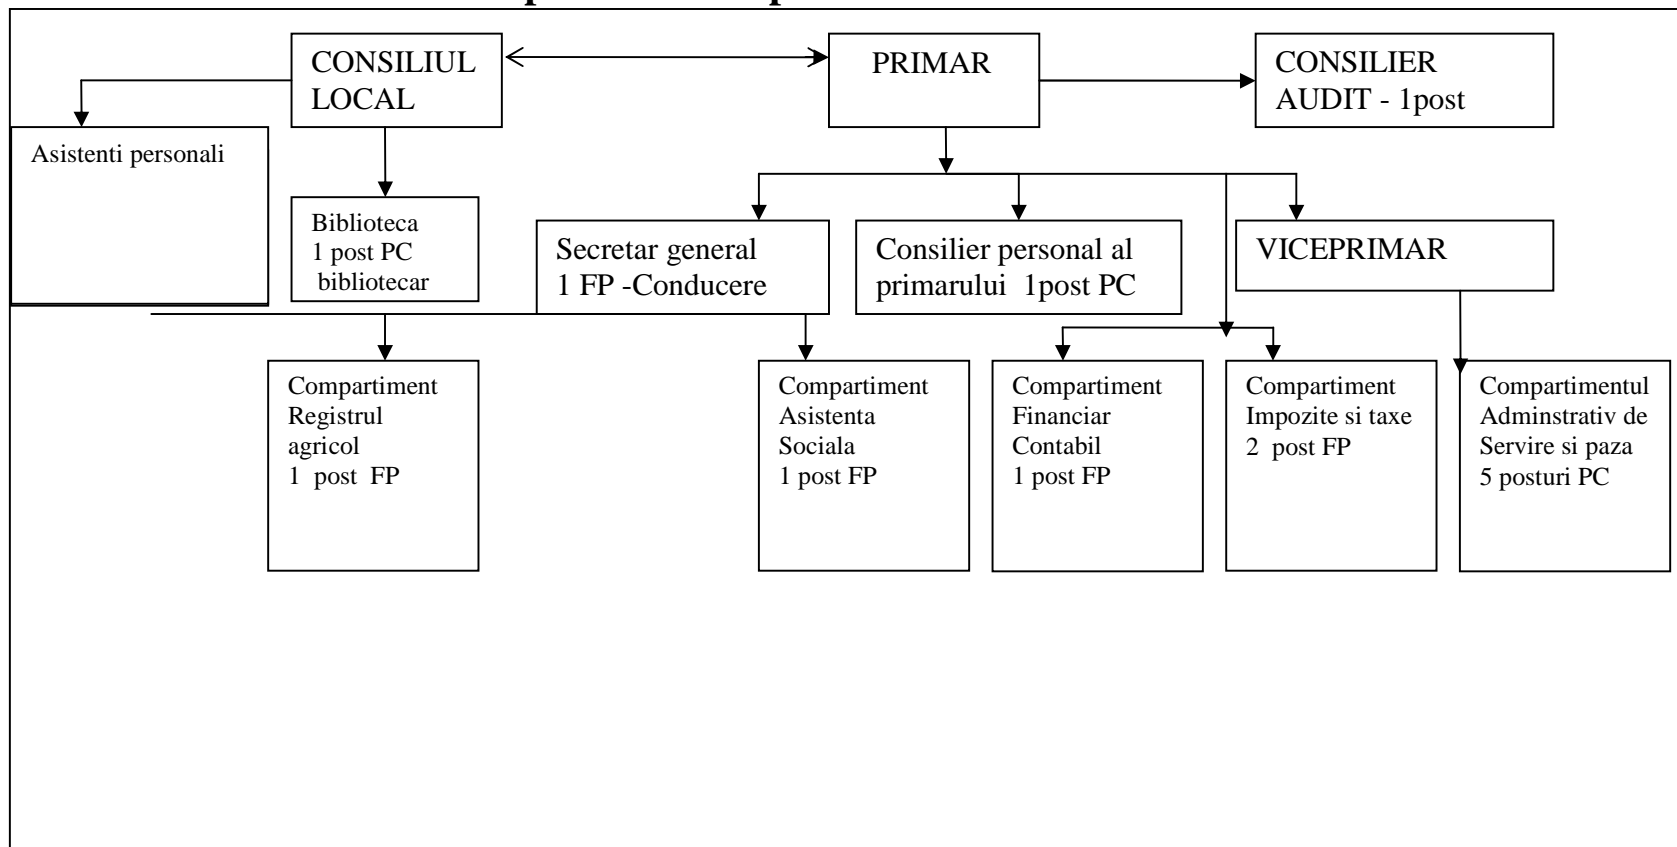 CONSILIUL
LOCAL
PRIMAR
CONSILIER
AUDIT - 1post
Asistenti personali
Biblioteca
1 post PC
bibliotecar
Secretar general
1 FP -Conducere
Consilier personal al
primarului 1post PC
VICEPRIMAR
Compartiment
Registrul
agricol
1 post FP
Compartiment
Asistenta
Sociala
1 post FP
Compartiment
Financiar
Contabil
1 post FP
Compartiment
Impozite si taxe
2 post FP
Compartimentul
Adminstrativ de
Servire si paza
5 posturi PC